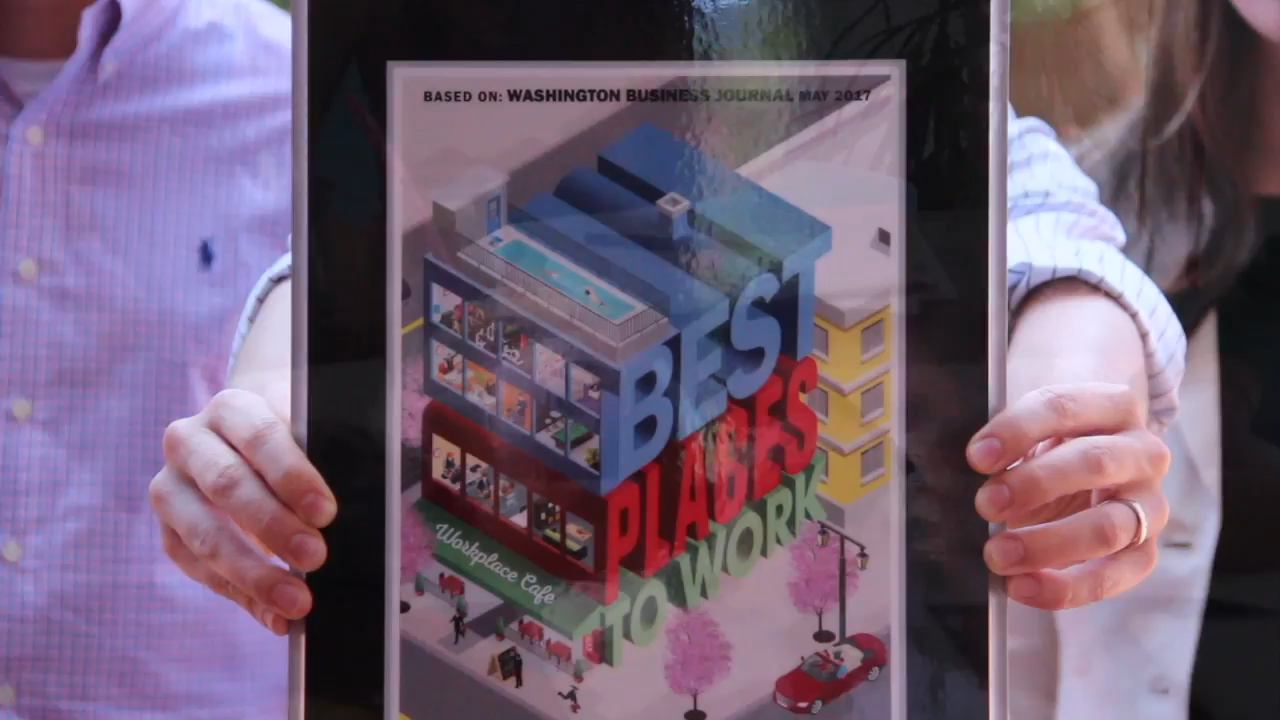 BASED ON: WASHINGTON BUSINESS JOURNAL MAY 2017
BEST
PLACES
TO WORK
Workplace Cafe